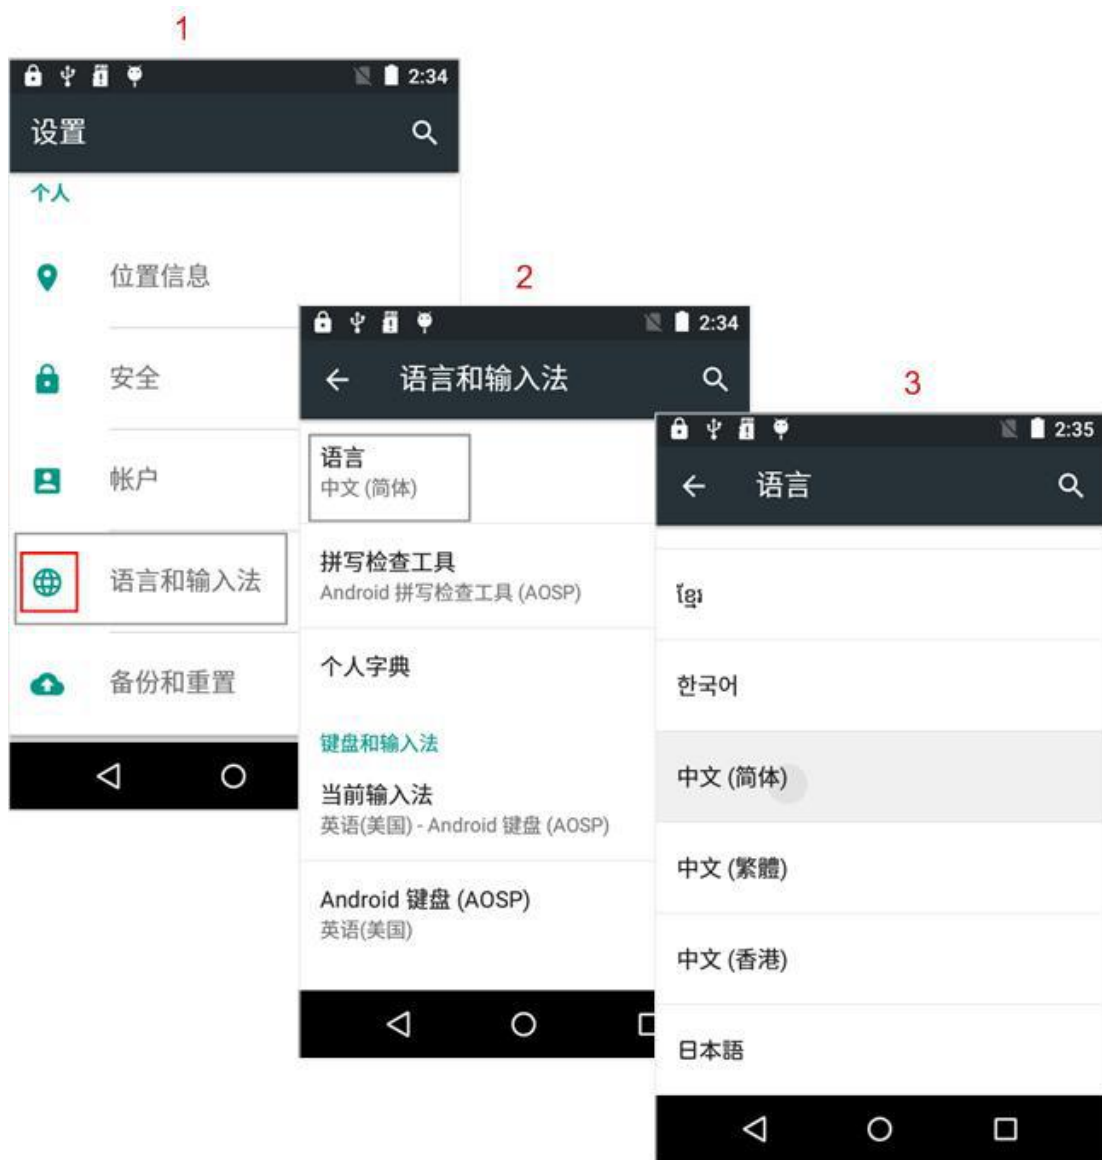 1
2:34
设置
个人
位置信息
安全
帐户
语言和输入法
备份和重置
2
2:34
语言和输入法
语言
中文 (简体)
拼写检查工具
Android 拼写检查工具 (AOSP)
个人字典
键盘和输入法
当前输入法
英语(美国) - Android 键盘 (AOSP)
Android 键盘 (AOSP)
英语(美国)
3
2:35
语言
ខ្មែរ
한국어
中文 (简体)
中文 (繁體)
中文 (香港)
日本語